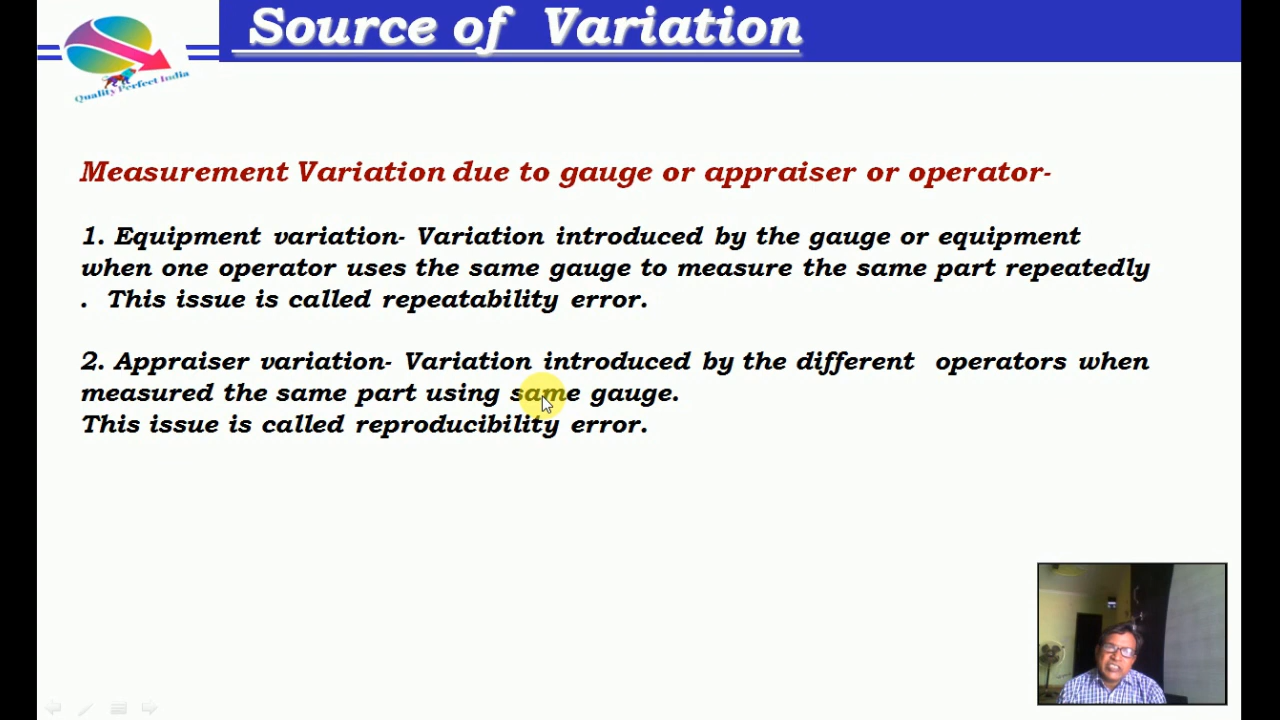 Source of Variation
Quality Perfect India
Measurement Variation due to gauge or appraiser or operator-
1. Equipment variation- Variation introduced by the gauge or equipment
when one operator uses the same gauge to measure the same part repeatedly
. This issue is called repeatability error.
2. Appraiser variation- Variation introduced by the different operators when
measured the same part using same gauge.
This issue is called reproducibility error.